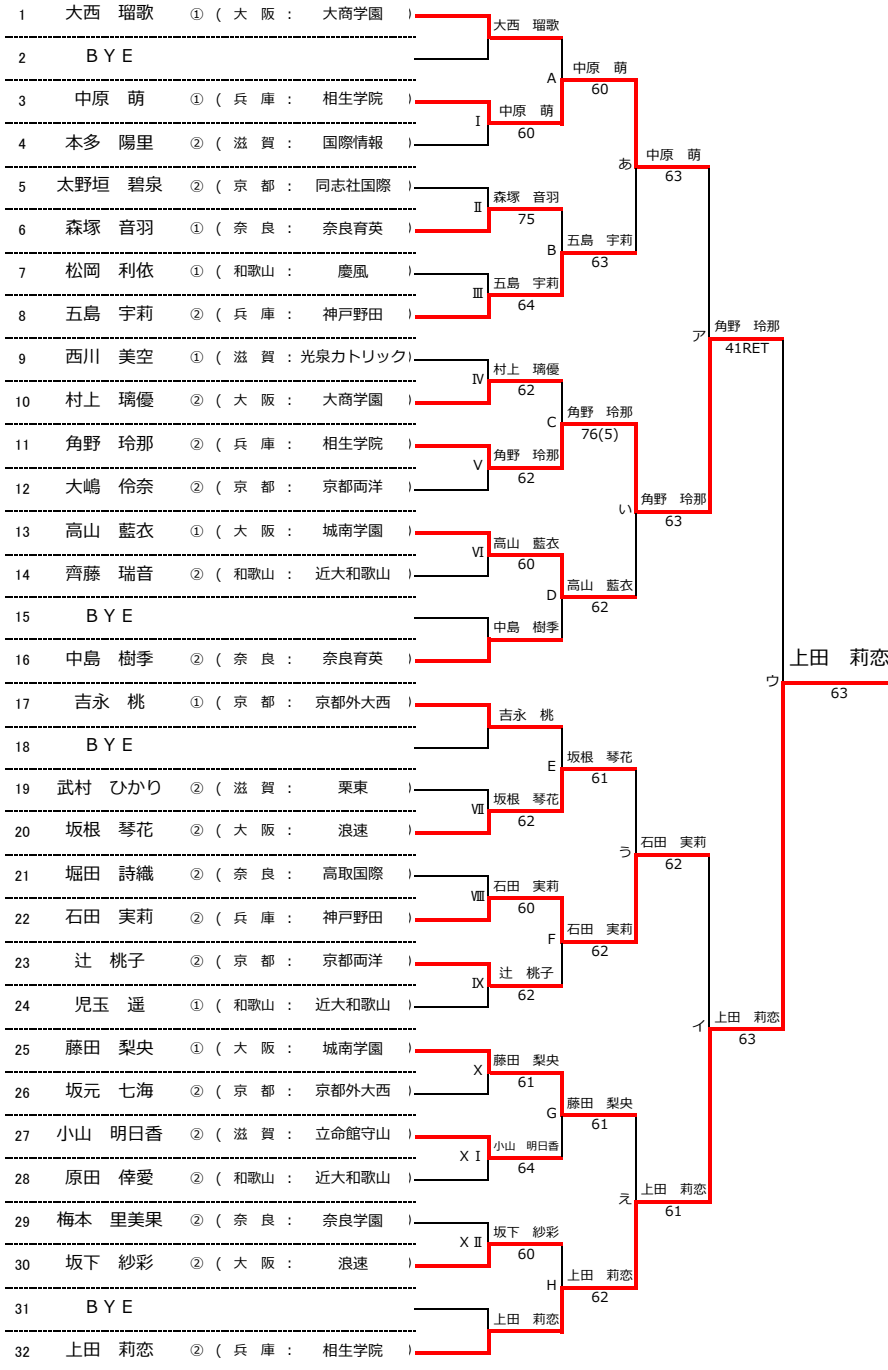 1 大西 瑠歌 ① ( 大 阪 : 大商学園 )
2 ＢＹＥ
3 中原 萌 ① ( 兵 庫 : 相生学院 )
4 本多 陽里 ② ( 滋 賀 : 国際情報 )
5 太野垣 碧泉 ② ( 京 都 : 同志社国際 )
6 森塚 音羽 ① ( 奈 良 : 奈良育英 )
7 松岡 利依 ① ( 和歌山 : 慶風 )
8 五島 宇莉 ② ( 兵 庫 : 神戸野田 )
9 西川 美空 ① ( 滋 賀 : 光泉カトリック )
10 村上 璃優 ② ( 大 阪 : 大商学園 )
11 角野 玲那 ② ( 兵 庫 : 相生学院 )
12 大嶋 伶奈 ② ( 京 都 : 京都両洋 )
13 高山 藍衣 ① ( 大 阪 : 城南学園 )
14 齊藤 瑞音 ② ( 和歌山 : 近大和歌山 )
15 ＢＹＥ
16 中島 樹季 ② ( 奈 良 : 奈良育英 )
17 吉永 桃 ① ( 京 都 : 京都外大西 )
18 ＢＹＥ
19 武村 ひかり ② ( 滋 賀 : 栗東 )
20 坂根 琴花 ② ( 大 阪 : 浪速 )
21 堀田 詩織 ② ( 奈 良 : 高取国際 )
22 石田 実莉 ② ( 兵 庫 : 神戸野田 )
23 辻 桃子 ② ( 京 都 : 京都両洋 )
24 児玉 遥 ① ( 和歌山 : 近大和歌山 )
25 藤田 梨央 ① ( 大 阪 : 城南学園 )
26 坂元 七海 ② ( 京 都 : 京都外大西 )
27 小山 明日香 ② ( 滋 賀 : 立命館守山 )
28 原田 倖愛 ② ( 和歌山 : 近大和歌山 )
29 梅本 里美果 ② ( 奈 良 : 奈良学園 )
30 坂下 紗彩 ② ( 大 阪 : 浪速 )
31 ＢＹＥ
32 上田 莉恋 ② ( 兵 庫 : 相生学院 )
大西 瑠歌
Ⅰ
中原 萌
60
Ⅱ
森塚 音羽
75
Ⅲ
五島 宇莉
64
Ⅳ
村上 璃優
62
Ⅴ
角野 玲那
62
Ⅵ
高山 藍衣
60
中島 樹季
吉永 桃
Ⅶ
坂根 琴花
62
Ⅷ
石田 実莉
60
Ⅸ
辻 桃子
62
Ⅹ
藤田 梨央
61
ⅩⅠ
小山 明日香
64
ⅩⅡ
坂下 紗彩
60
上田 莉恋
A
中原 萌
60
B
五島 宇莉
63
C
角野 玲那
76(5)
D
高山 藍衣
62
E
坂根 琴花
61
F
石田 実莉
62
G
藤田 梨央
61
H
上田 莉恋
62
あ
中原 萌
63
い
角野 玲那
63
う
石田 実莉
62
え
上田 莉恋
61
ア
角野 玲那
41RET
イ
上田 莉恋
63
ウ
上田 莉恋
63